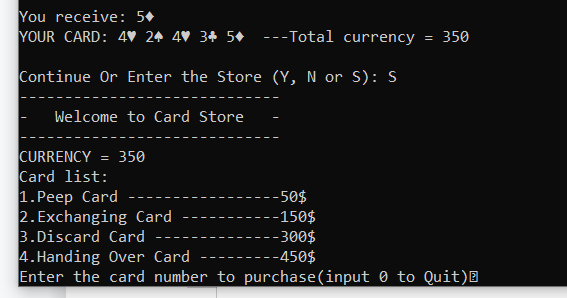 You receive: 5♦
YOUR CARD: 4♥ 2♠ 4♥ 3♣ 5♦  ---Total currency = 350
Continue Or Enter the Store (Y, N or S): S
-----------------------------
-   Welcome to Card Store   -
-----------------------------
CURRENCY = 350
Card list:
1.Peep Card -----------------50$
2.Exchanging Card -----------150$
3.Discard Card --------------300$
4.Handing Over Card ---------450$
Enter the card number to purchase(input 0 to Quit)⍰